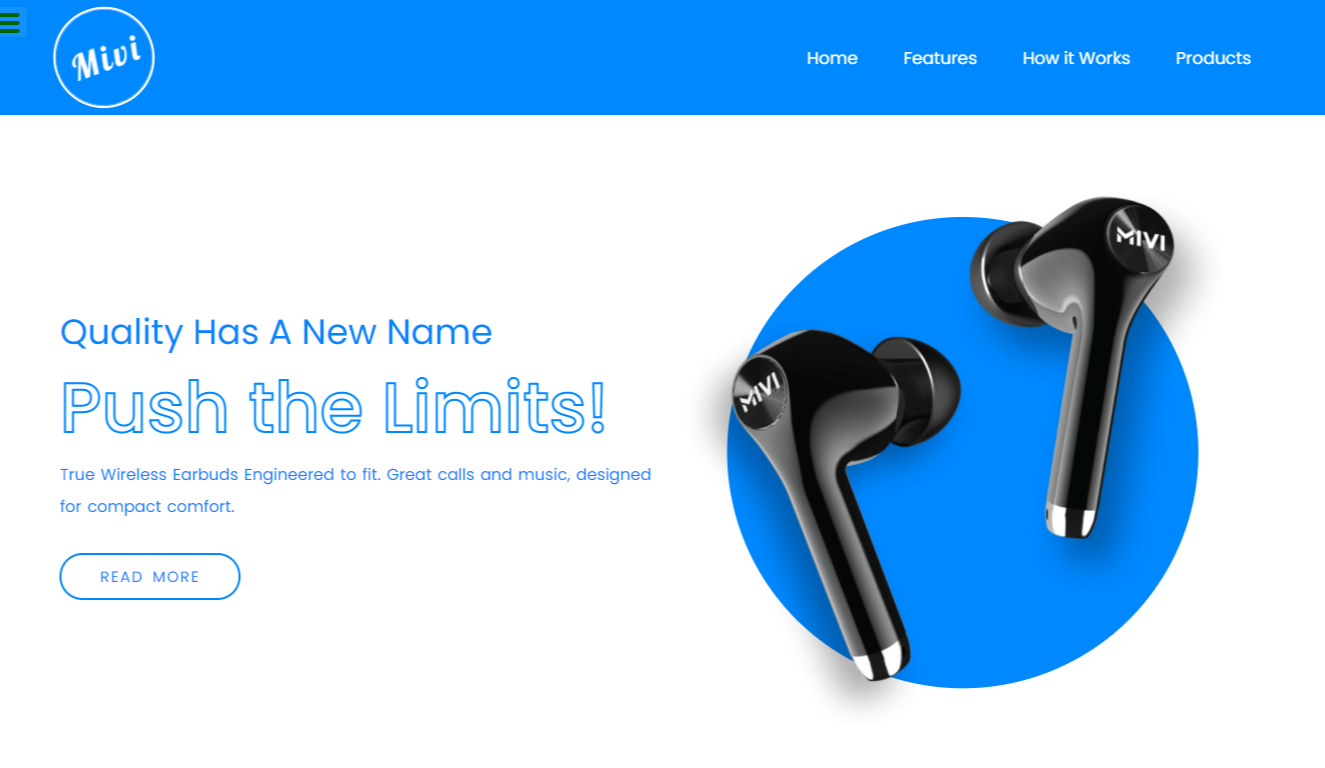 Mivi
Home Features How it Works Products
MIVI
Quality Has A New Name
MIVI
Push the Limits!
True Wireless Earbuds Engineered to fit. Great calls and music, designed
for compact comfort.
READ MORE